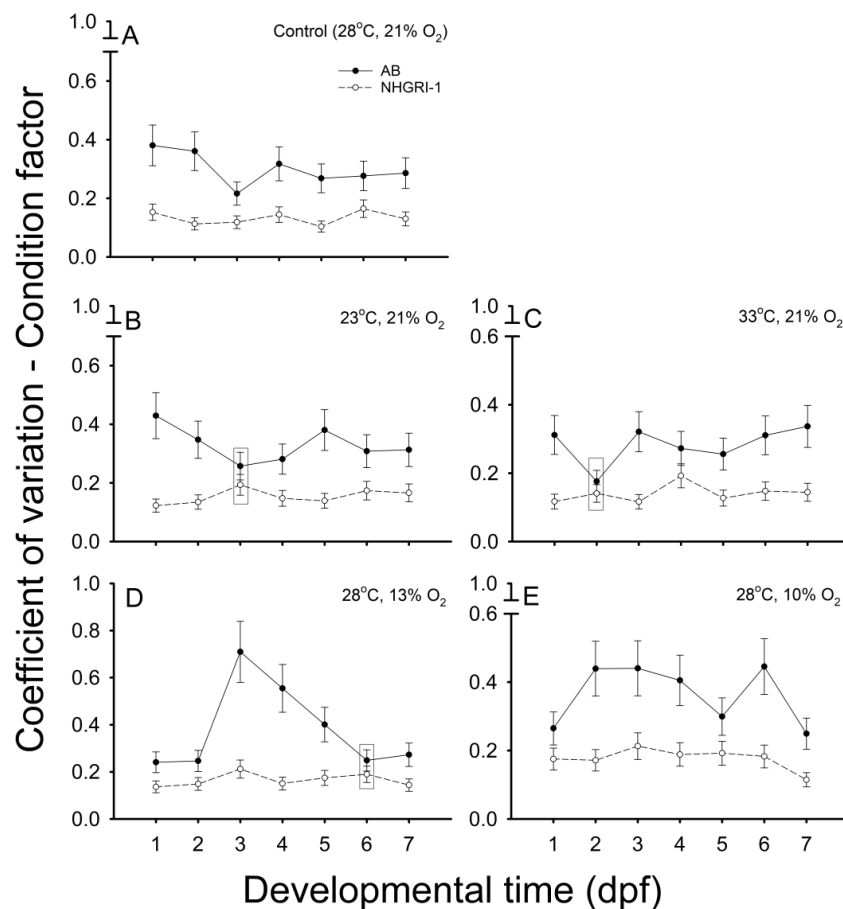 Coefficient of variation - Condition factor
A
Control (28°C, 21% O₂)
AB
NHGRI-1
1.0
0.6
0.4
0.2
0.0
B
23°C, 21% O₂
1.0
0.6
0.4
0.2
0.0
C
33°C, 21% O₂
1.0
0.6
0.4
0.2
0.0
D
28°C, 13% O₂
1.0
0.8
0.6
0.4
0.2
0.0
1 2 3 4 5 6 7
E
28°C, 10% O₂
1.0
0.6
0.4
0.2
0.0
1 2 3 4 5 6 7
Developmental time (dpf)